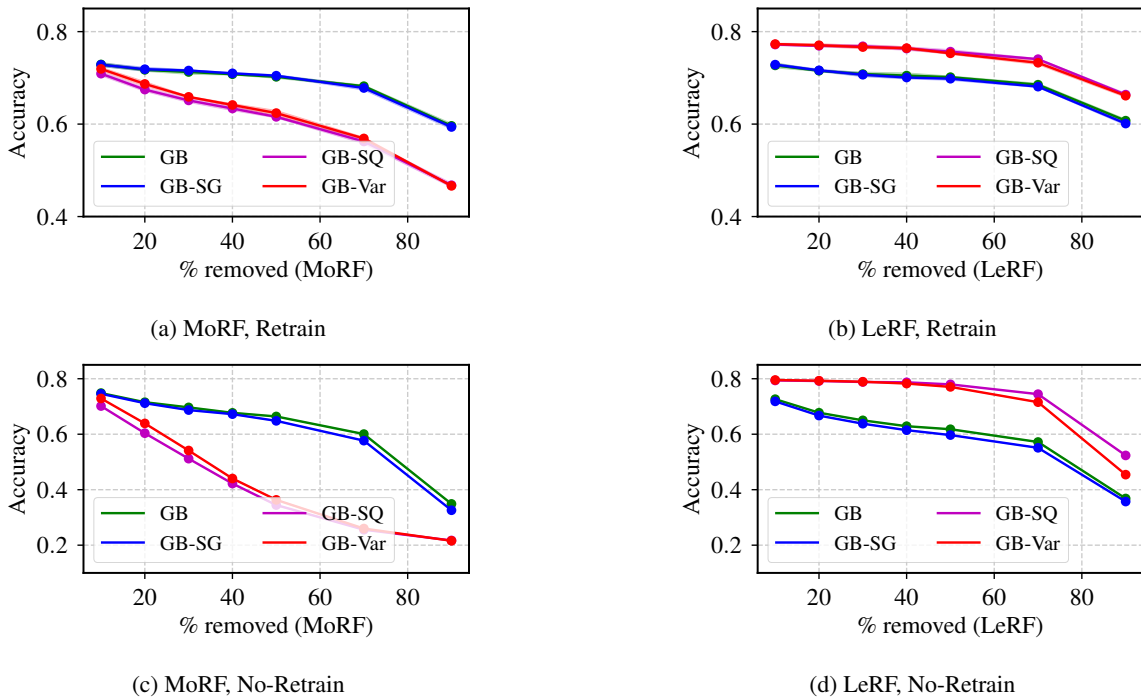 0.8
0.6
0.4
Accuracy
GB
GB-SG
GB-SQ
GB-Var
20 40 60 80
% removed (MoRF)
(a) MoRF, Retrain
0.8
0.6
0.4
Accuracy
GB
GB-SG
GB-SQ
GB-Var
20 40 60 80
% removed (LeRF)
(b) LeRF, Retrain
0.8
0.6
0.4
0.2
Accuracy
GB
GB-SG
GB-SQ
GB-Var
20 40 60 80
% removed (MoRF)
(c) MoRF, No-Retrain
0.8
0.6
0.4
0.2
Accuracy
GB
GB-SG
GB-SQ
GB-Var
20 40 60 80
% removed (LeRF)
(d) LeRF, No-Retrain